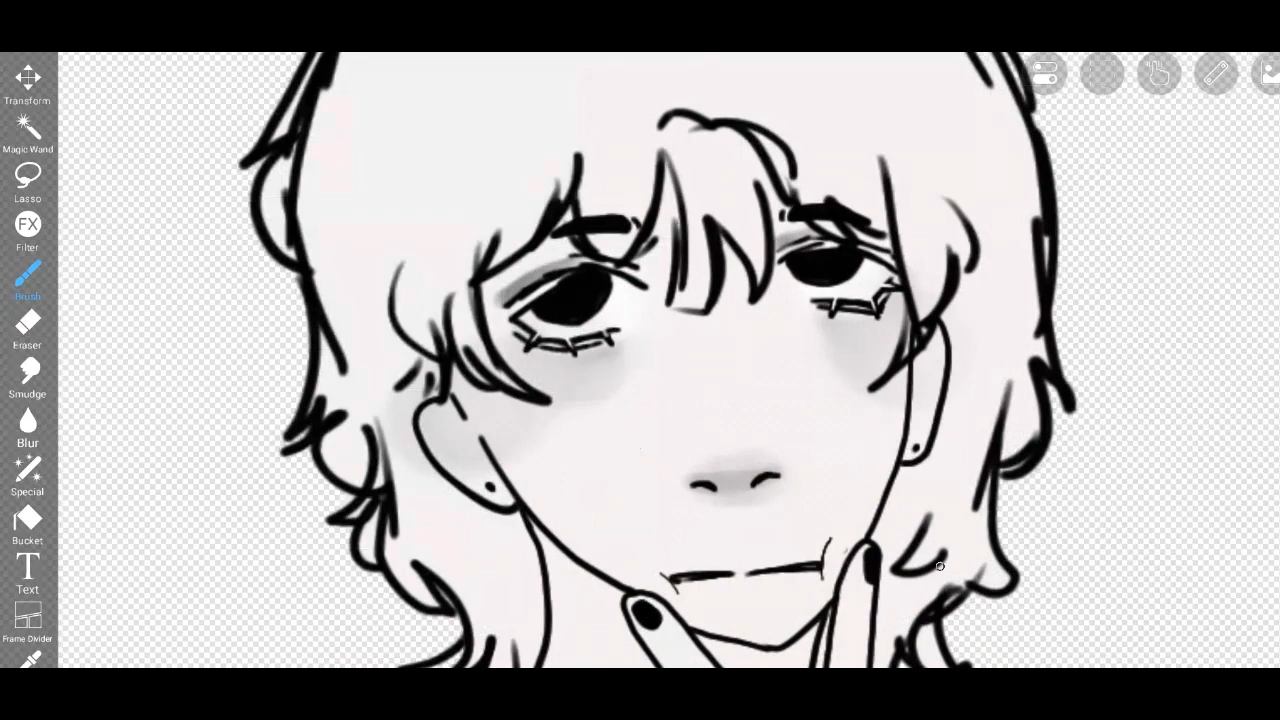 Transform
Magic Wand
Lasso
FX
Filter
Brush
Eraser
Smudge
Blur
Special
Bucket
T
Text
Frame Divider